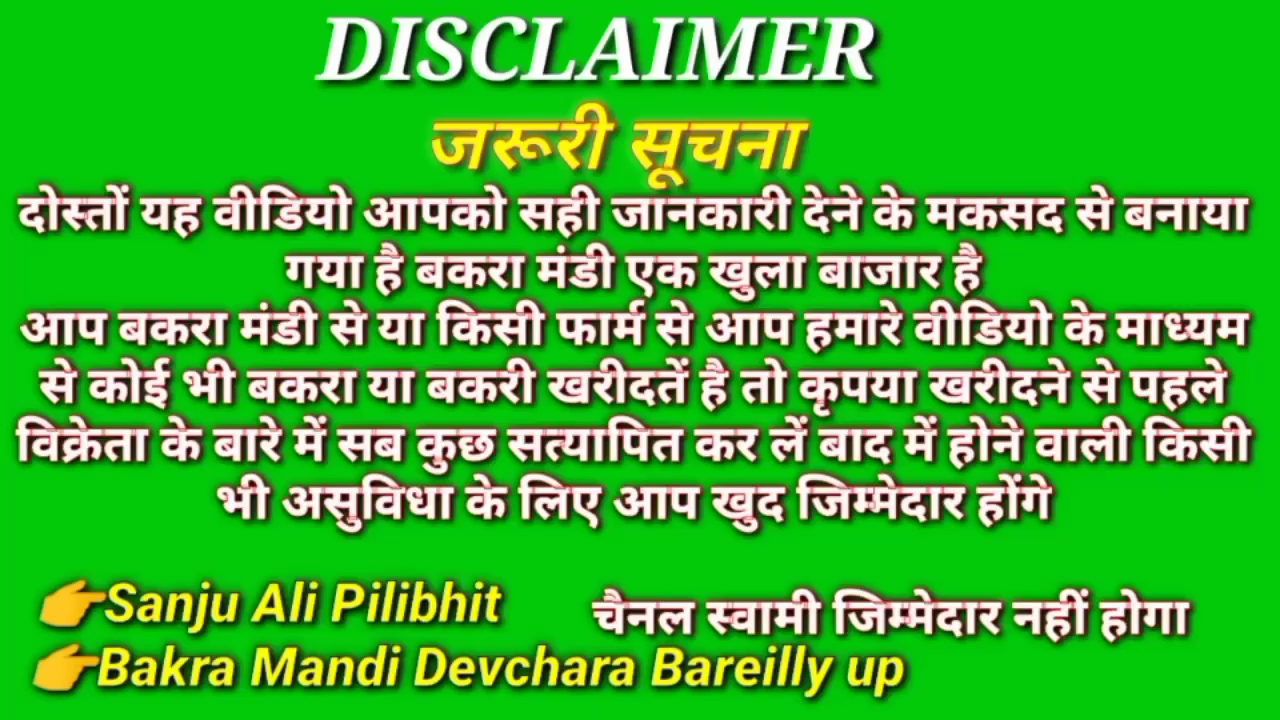 DISCLAIMER
जरूरी सूचना
दोस्तों यह वीडियो आपको सही जानकारी देने के मकसद से बनाया
गया है बकरा मंडी एक खुला बाजार है
आप बकरा मंडी से या किसी फार्म से आप हमारे वीडियो के माध्यम
से कोई भी बकरा या बकरी खरीदतें है तो कृपया खरीदने से पहले
विक्रेता के बारे में सब कुछ सत्यापित कर लें बाद में होने वाली किसी
भी असुविधा के लिए आप खुद जिम्मेदार होंगे
👉Sanju Ali Pilibhit
चैनल स्वामी जिम्मेदार नहीं होगा
👉Bakra Mandi Devchara Bareilly up